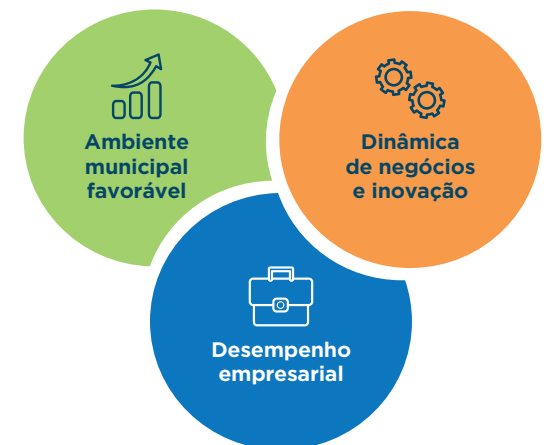 Ambiente
municipal
favorável
Dinâmica
de negócios
e inovação
Desempenho
empresarial